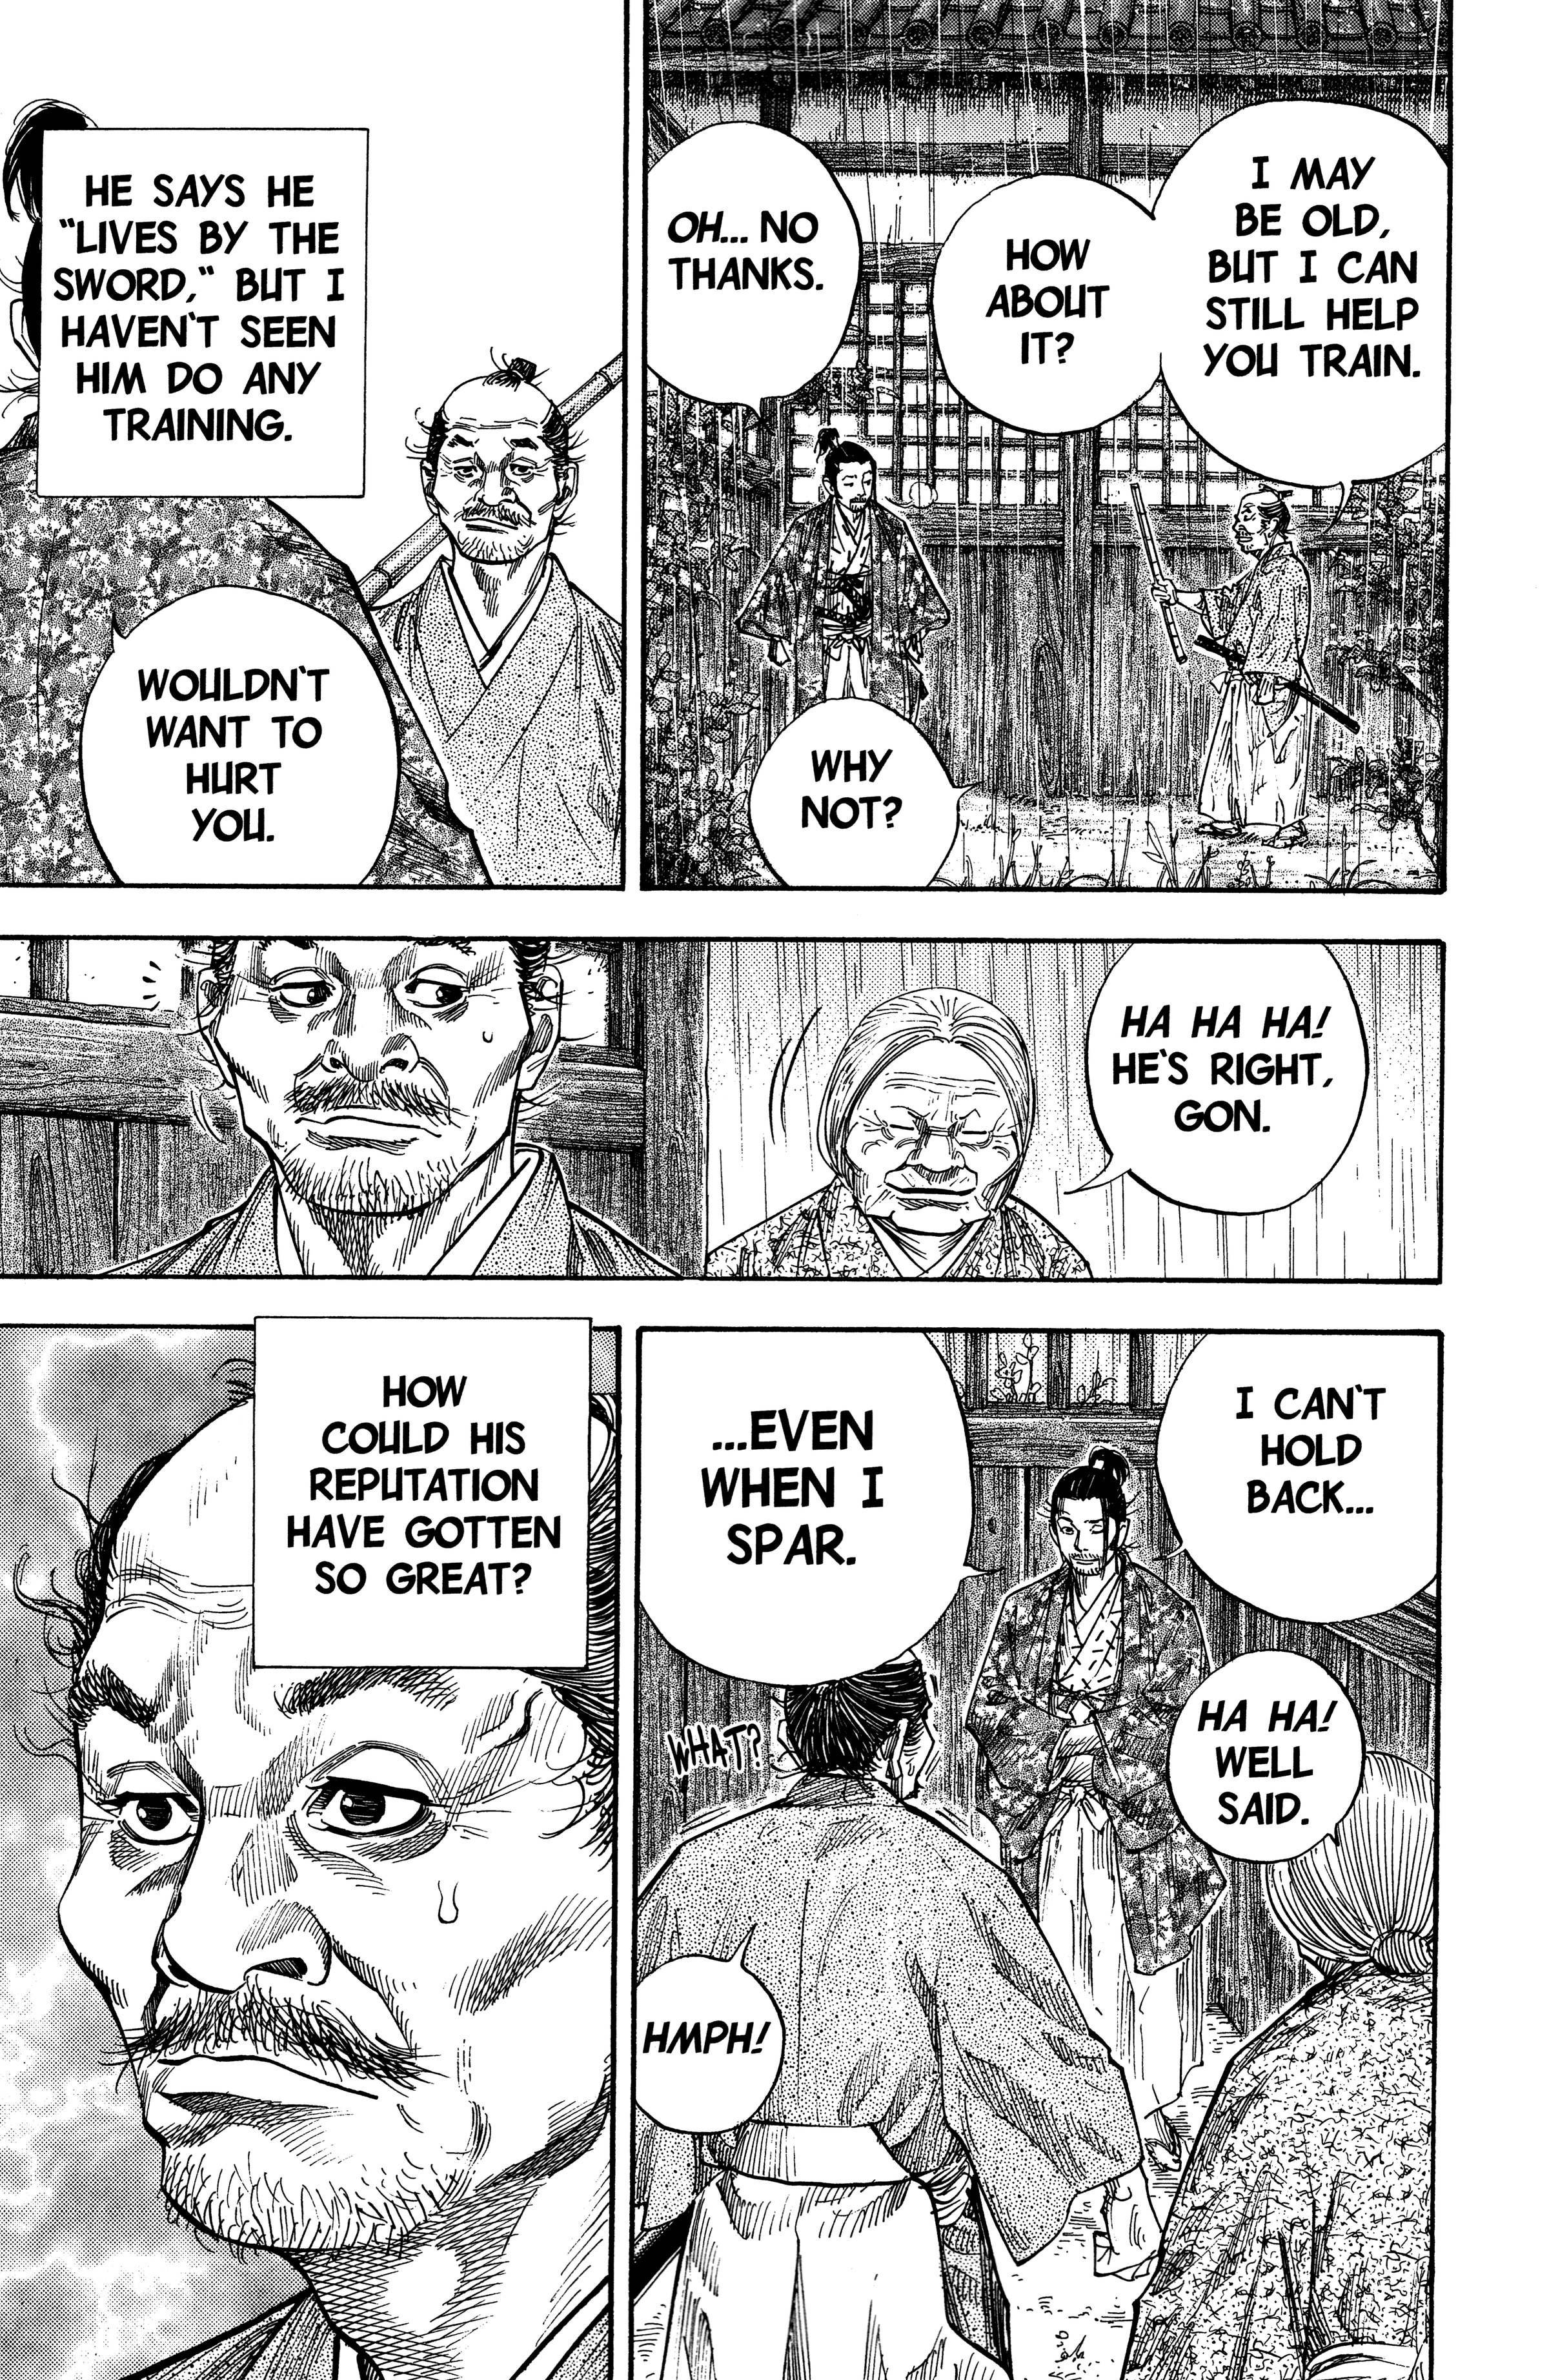 I MAY
BE OLD,
BUT I CAN
STILL HELP
YOU TRAIN.
HOW
ABOUT
IT?
OH... NO
THANKS.
WHY
NOT?
HE SAYS HE
"LIVES BY THE
SWORD," BUT I
HAVEN'T SEEN
HIM DO ANY
TRAINING.
WOULDN'T
WANT TO
HURT
YOU.
HA HA HA!
HE'S RIGHT,
GON.
I CAN'T
HOLD
BACK...
...EVEN
WHEN I
SPAR.
HA HA!
WELL
SAID.
WHAT?
HMPH!
HOW
COULD HIS
REPUTATION
HAVE GOTTEN
SO GREAT?